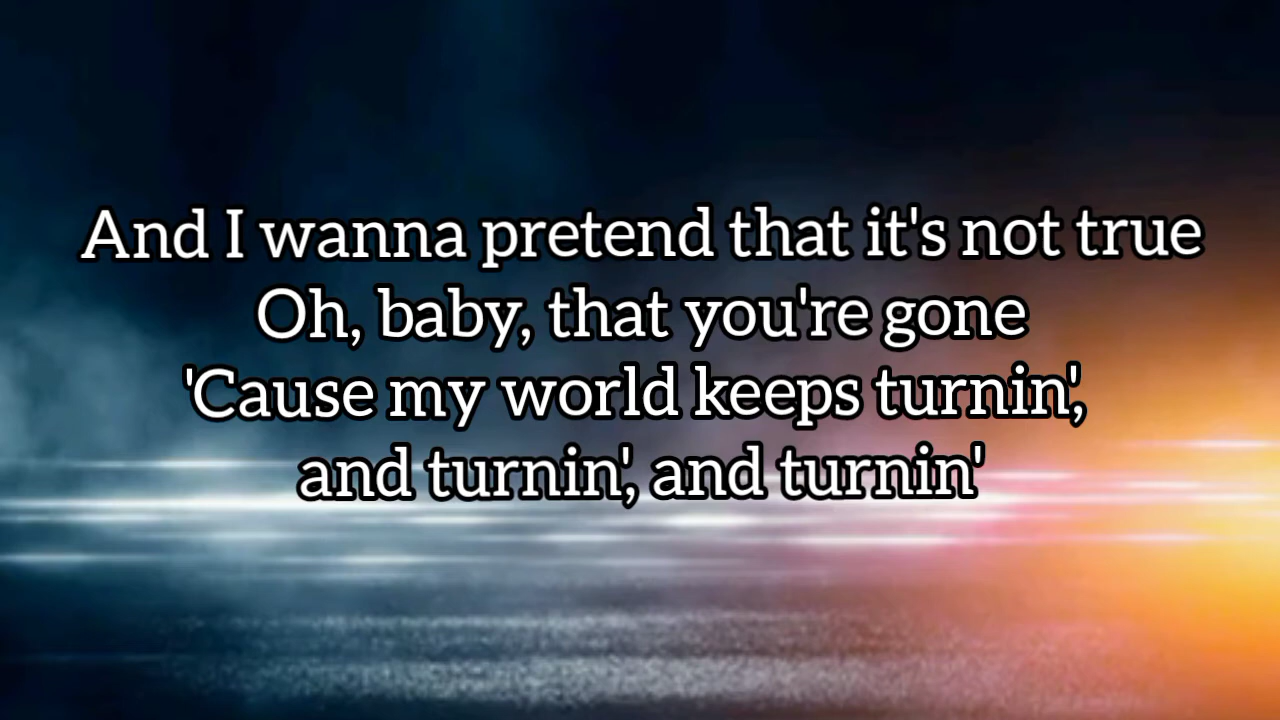 And I wanna pretend that it's not true
Oh, baby, that you're gone
'Cause my world keeps turnin',
and turnin', and turnin'